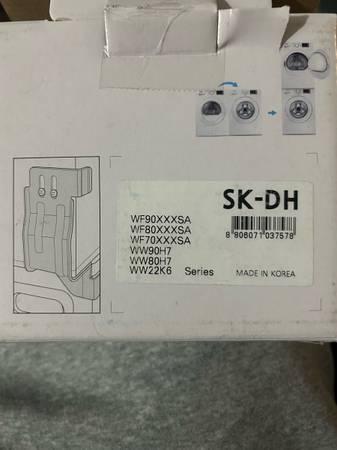 SK-DH
8 806071 037578
WF90XXXSA
WF80XXXSA
WF70XXXSA
WW90H7
WW80H7
WW22K6 Series
MADE IN KOREA